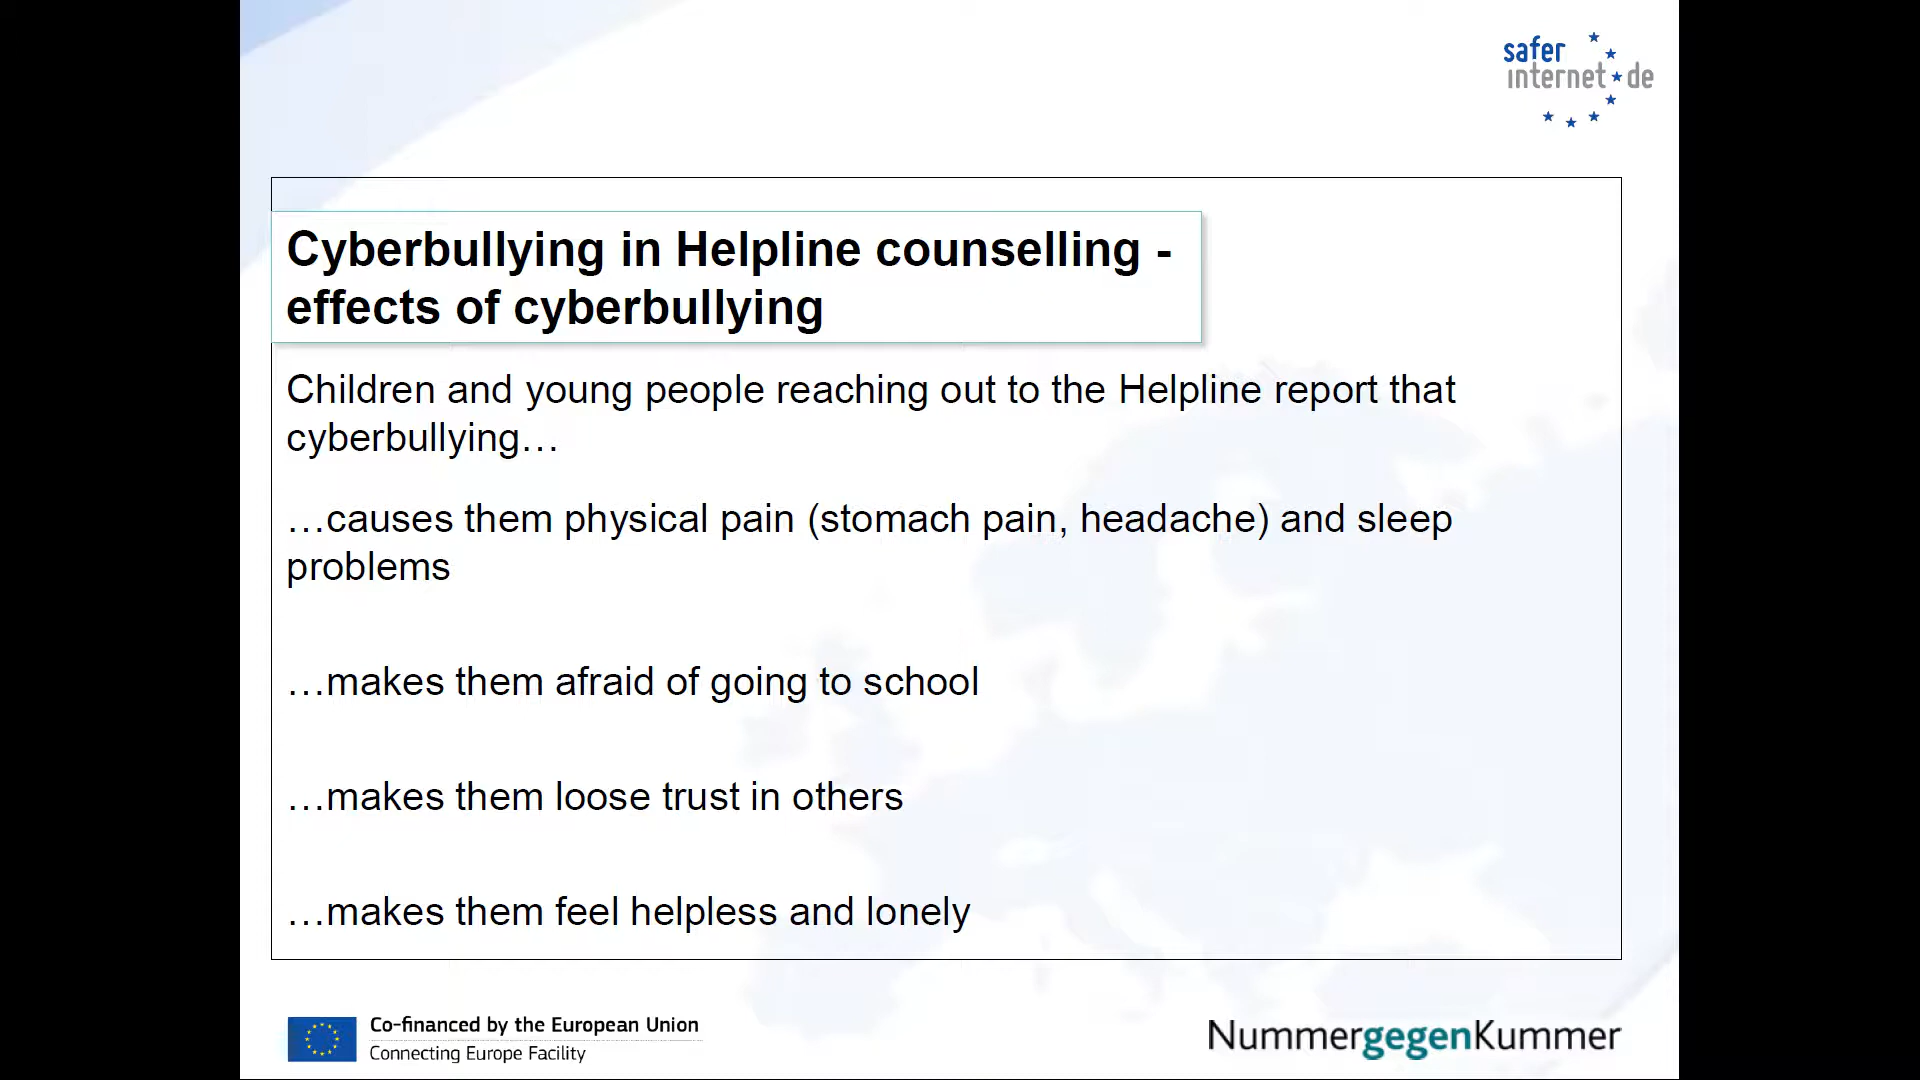 safer
internet de
Cyberbullying in Helpline counselling -
effects of cyberbullying
Children and young people reaching out to the Helpline report that
cyberbullying…
…causes them physical pain (stomach pain, headache) and sleep
problems
…makes them afraid of going to school
…makes them loose trust in others
…makes them feel helpless and lonely
Co-financed by the European Union
Connecting Europe Facility
NummergegenKummer